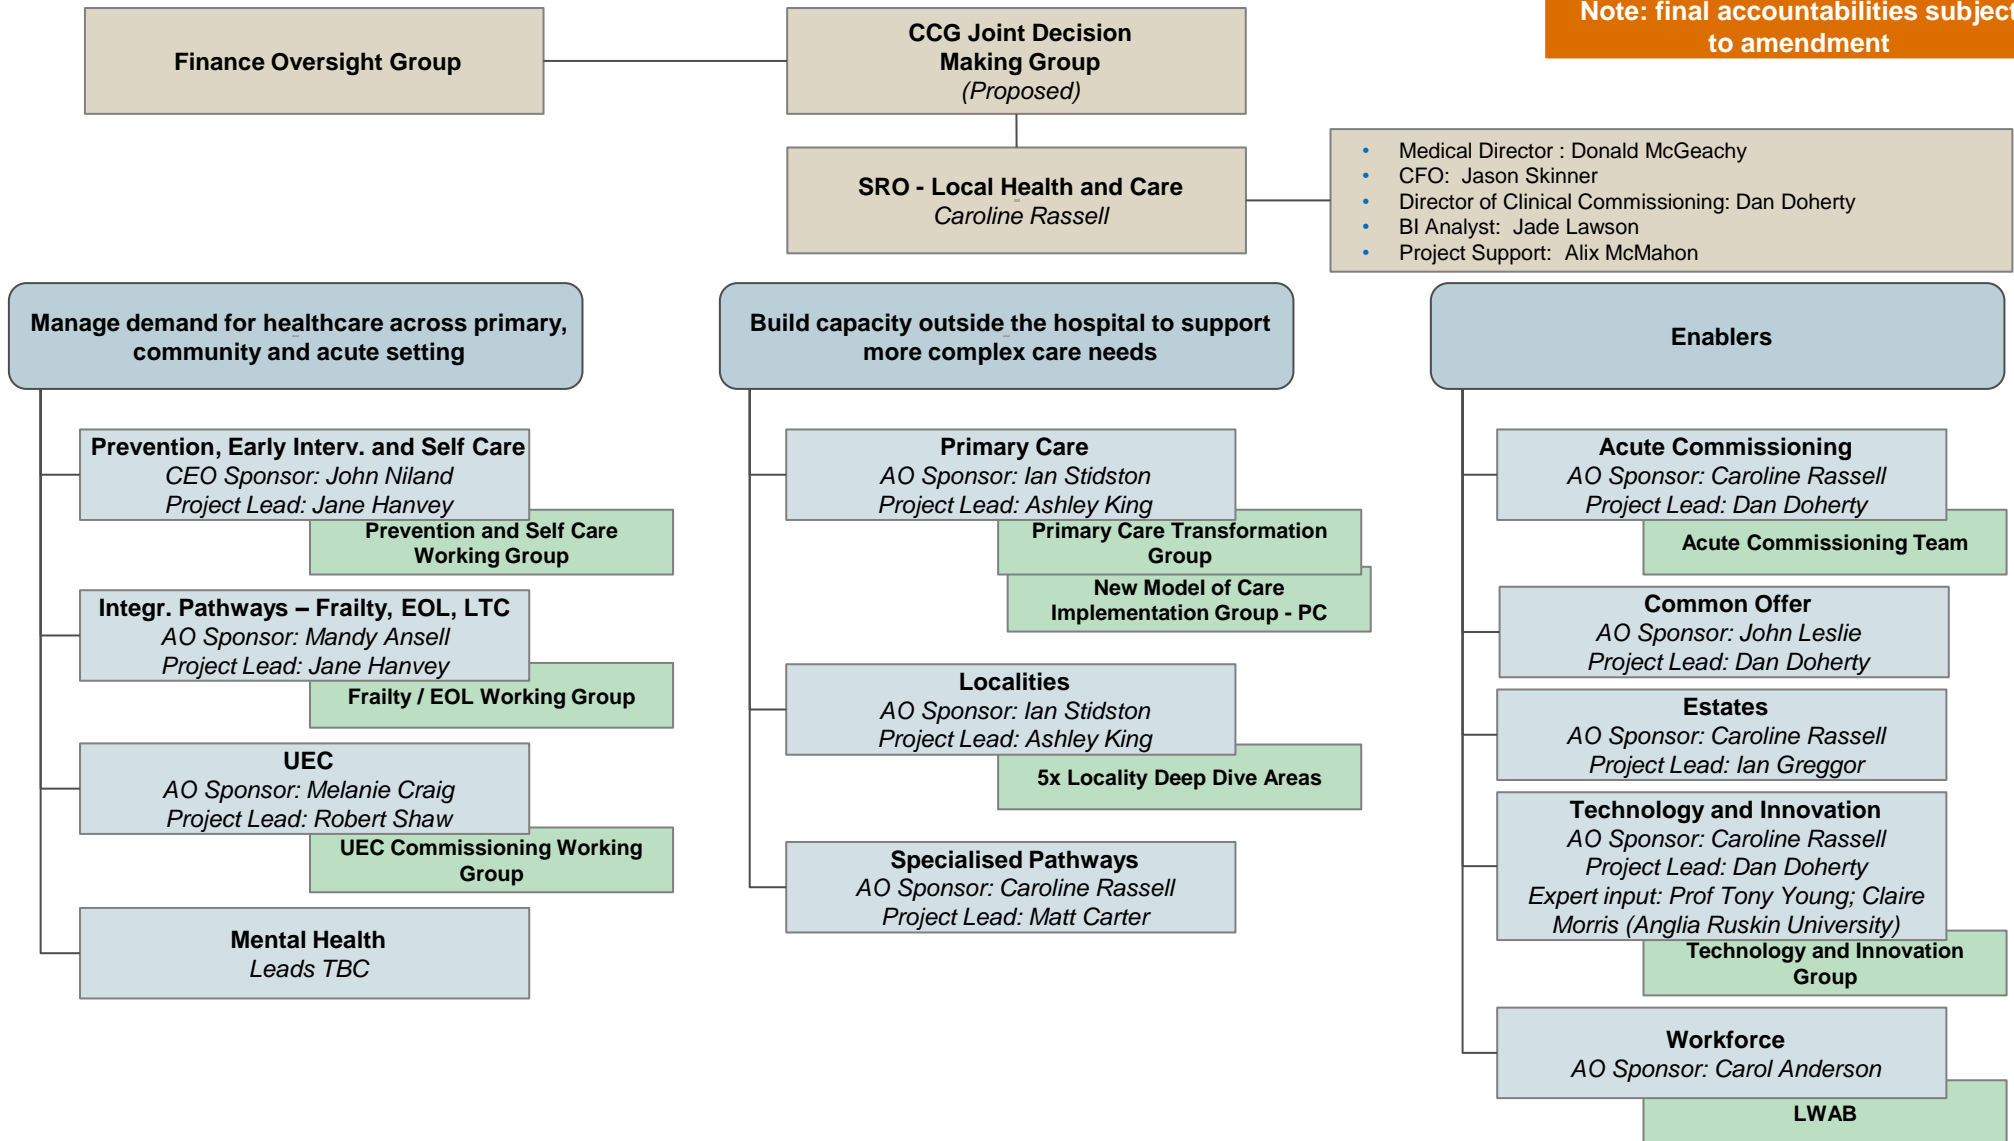 Note: final accountabilities subject
to amendment
Finance Oversight Group
CCG Joint Decision
Making Group
(Proposed)
SRO - Local Health and Care
Caroline Rassell
• Medical Director : Donald McGeachy
• CFO: Jason Skinner
• Director of Clinical Commissioning: Dan Doherty
• BI Analyst: Jade Lawson
• Project Support: Alix McMahon
Manage demand for healthcare across primary,
community and acute setting
Prevention, Early Interv. and Self Care
CEO Sponsor: John Niland
Project Lead: Jane Hanvey
Prevention and Self Care
Working Group
Integr. Pathways – Frailty, EOL, LTC
AO Sponsor: Mandy Ansell
Project Lead: Jane Hanvey
Frailty / EOL Working Group
UEC
AO Sponsor: Melanie Craig
Project Lead: Robert Shaw
UEC Commissioning Working
Group
Mental Health
Leads TBC
Build capacity outside the hospital to support
more complex care needs
Primary Care
AO Sponsor: Ian Stidston
Project Lead: Ashley King
Primary Care Transformation
Group
New Model of Care
Implementation Group - PC
Localities
AO Sponsor: Ian Stidston
Project Lead: Ashley King
5x Locality Deep Dive Areas
Specialised Pathways
AO Sponsor: Caroline Rassell
Project Lead: Matt Carter
Enablers
Acute Commissioning
AO Sponsor: Caroline Rassell
Project Lead: Dan Doherty
Acute Commissioning Team
Common Offer
AO Sponsor: John Leslie
Project Lead: Dan Doherty
Estates
AO Sponsor: Caroline Rassell
Project Lead: Ian Greggor
Technology and Innovation
AO Sponsor: Caroline Rassell
Project Lead: Dan Doherty
Expert input: Prof Tony Young; Claire
Morris (Anglia Ruskin University)
Technology and Innovation
Group
Workforce
AO Sponsor: Carol Anderson
LWAB